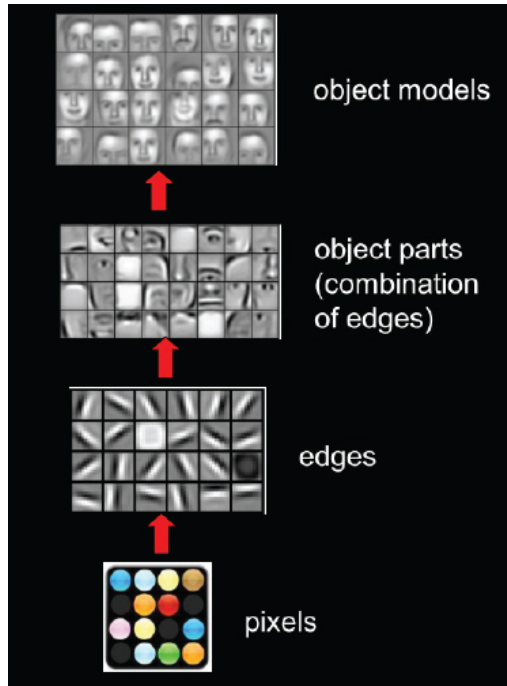 object models
object parts
(combination
of edges)
edges
pixels